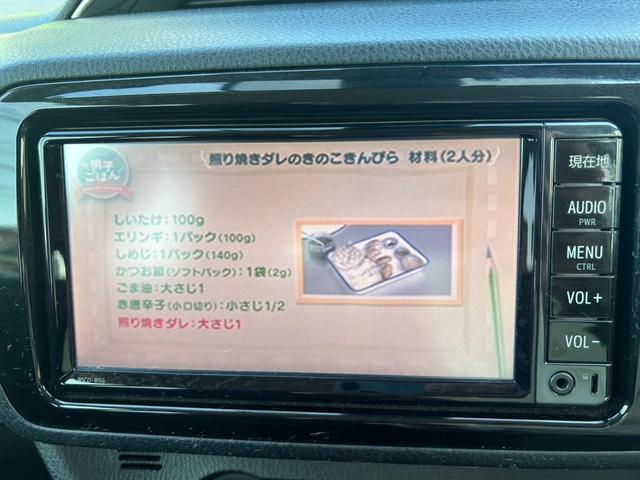 男子
ごはん
照り焼きダレのきのこきんぴら 材料(2人分)
しいたけ:100g
エリンギ:1パック(100g)
しめじ:1パック(140g)
かつお節(ソフトパック):1袋(2g)
ごま油:大さじ1
赤唐辛子(小口切り):小さじ1/2
照り焼きダレ:大さじ1
現在地
AUDIO
PWR
MENU
CTRL
VOL+
VOL-